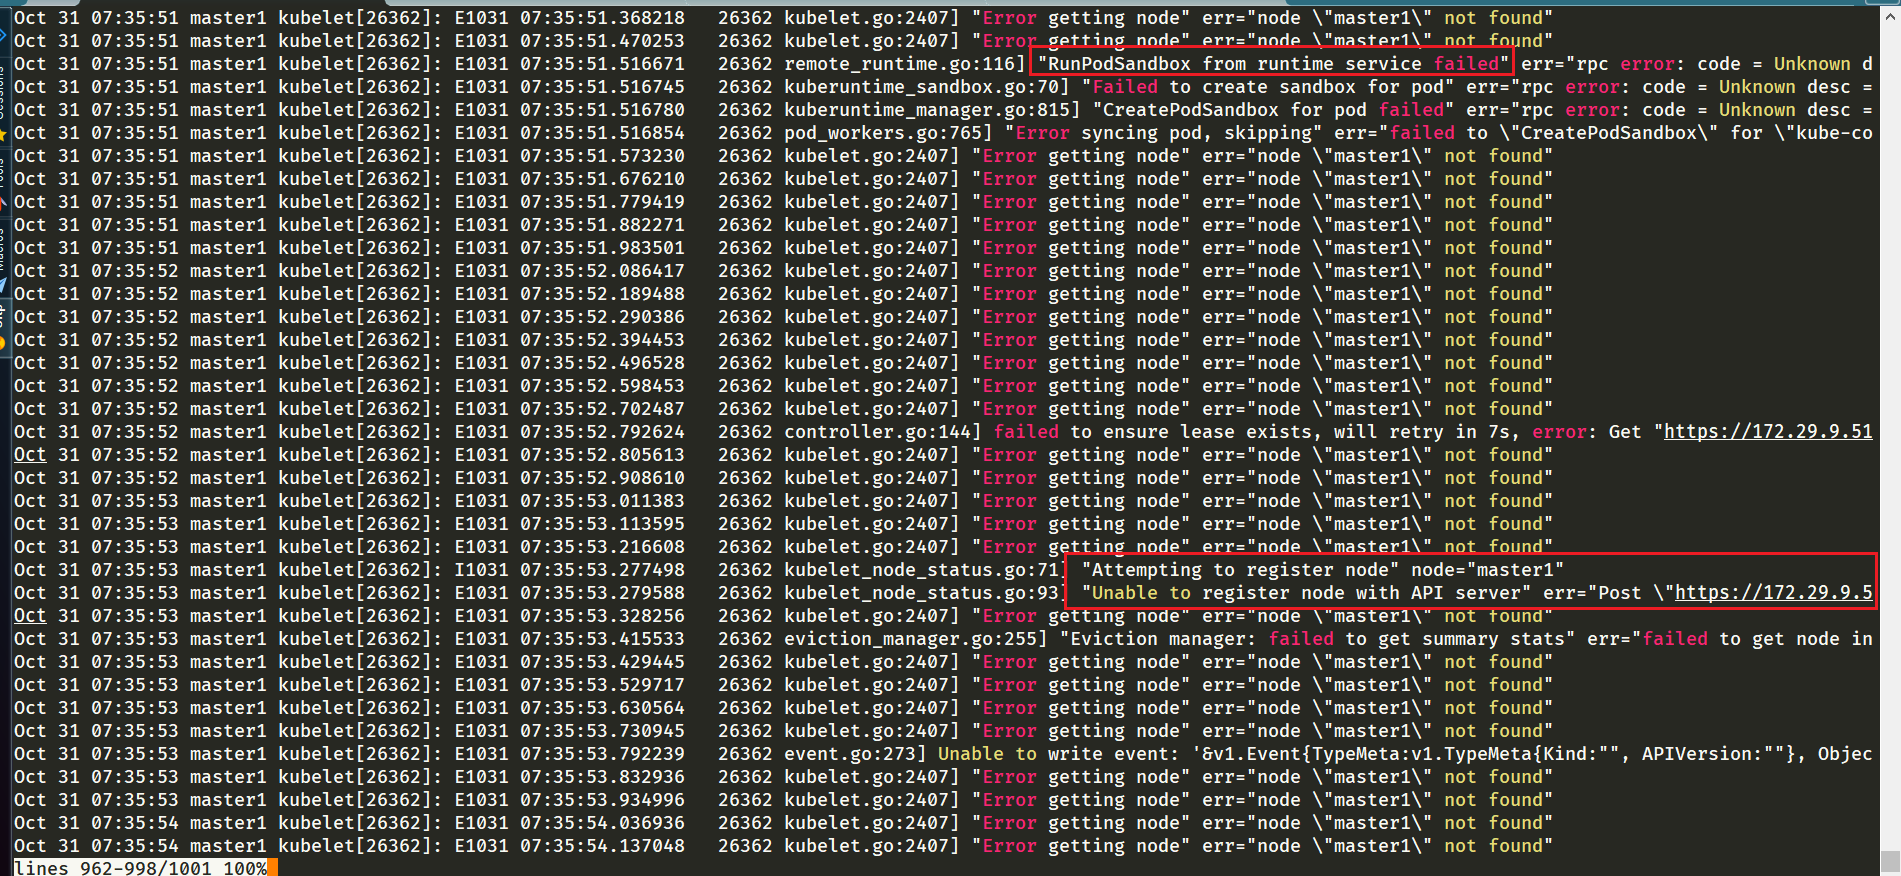 Oct 31 07:35:51 master1 kubelet[26362]: E1031 07:35:51.368218   26362 kubelet.go:2407] "Error getting node" err="node \"master1\" not found"
Oct 31 07:35:51 master1 kubelet[26362]: E1031 07:35:51.470253   26362 kubelet.go:2407] "Error getting node" err="node \"master1\" not found"
Oct 31 07:35:51 master1 kubelet[26362]: E1031 07:35:51.516671   26362 remote_runtime.go:116] "RunPodSandbox from runtime service failed" err="rpc error: code = Unknown d
Oct 31 07:35:51 master1 kubelet[26362]: E1031 07:35:51.516745   26362 kuberuntime_sandbox.go:70] "Failed to create sandbox for pod" err="rpc error: code = Unknown desc =
Oct 31 07:35:51 master1 kubelet[26362]: E1031 07:35:51.516780   26362 kuberuntime_manager.go:815] "CreatePodSandbox for pod failed" err="rpc error: code = Unknown desc =
Oct 31 07:35:51 master1 kubelet[26362]: E1031 07:35:51.516854   26362 pod_workers.go:765] "Error syncing pod, skipping" err="failed to \"CreatePodSandbox\" for \"kube-co
Oct 31 07:35:51 master1 kubelet[26362]: E1031 07:35:51.573230   26362 kubelet.go:2407] "Error getting node" err="node \"master1\" not found"
Oct 31 07:35:51 master1 kubelet[26362]: E1031 07:35:51.676210   26362 kubelet.go:2407] "Error getting node" err="node \"master1\" not found"
Oct 31 07:35:51 master1 kubelet[26362]: E1031 07:35:51.779419   26362 kubelet.go:2407] "Error getting node" err="node \"master1\" not found"
Oct 31 07:35:51 master1 kubelet[26362]: E1031 07:35:51.882271   26362 kubelet.go:2407] "Error getting node" err="node \"master1\" not found"
Oct 31 07:35:51 master1 kubelet[26362]: E1031 07:35:51.983501   26362 kubelet.go:2407] "Error getting node" err="node \"master1\" not found"
Oct 31 07:35:52 master1 kubelet[26362]: E1031 07:35:52.086417   26362 kubelet.go:2407] "Error getting node" err="node \"master1\" not found"
Oct 31 07:35:52 master1 kubelet[26362]: E1031 07:35:52.189488   26362 kubelet.go:2407] "Error getting node" err="node \"master1\" not found"
Oct 31 07:35:52 master1 kubelet[26362]: E1031 07:35:52.290386   26362 kubelet.go:2407] "Error getting node" err="node \"master1\" not found"
Oct 31 07:35:52 master1 kubelet[26362]: E1031 07:35:52.394453   26362 kubelet.go:2407] "Error getting node" err="node \"master1\" not found"
Oct 31 07:35:52 master1 kubelet[26362]: E1031 07:35:52.496528   26362 kubelet.go:2407] "Error getting node" err="node \"master1\" not found"
Oct 31 07:35:52 master1 kubelet[26362]: E1031 07:35:52.598453   26362 kubelet.go:2407] "Error getting node" err="node \"master1\" not found"
Oct 31 07:35:52 master1 kubelet[26362]: E1031 07:35:52.702487   26362 kubelet.go:2407] "Error getting node" err="node \"master1\" not found"
Oct 31 07:35:52 master1 kubelet[26362]: E1031 07:35:52.792624   26362 controller.go:144] failed to ensure lease exists, will retry in 7s, error: Get "https://172.29.9.51
Oct 31 07:35:52 master1 kubelet[26362]: E1031 07:35:52.805613   26362 kubelet.go:2407] "Error getting node" err="node \"master1\" not found"
Oct 31 07:35:52 master1 kubelet[26362]: E1031 07:35:52.908610   26362 kubelet.go:2407] "Error getting node" err="node \"master1\" not found"
Oct 31 07:35:53 master1 kubelet[26362]: E1031 07:35:53.011383   26362 kubelet.go:2407] "Error getting node" err="node \"master1\" not found"
Oct 31 07:35:53 master1 kubelet[26362]: E1031 07:35:53.113595   26362 kubelet.go:2407] "Error getting node" err="node \"master1\" not found"
Oct 31 07:35:53 master1 kubelet[26362]: E1031 07:35:53.216608   26362 kubelet.go:2407] "Error getting node" err="node \"master1\" not found"
Oct 31 07:35:53 master1 kubelet[26362]: I1031 07:35:53.277498   26362 kubelet_node_status.go:71] "Attempting to register node" node="master1"
Oct 31 07:35:53 master1 kubelet[26362]: E1031 07:35:53.279588   26362 kubelet_node_status.go:93] "Unable to register node with API server" err="Post \"https://172.29.9.5
Oct 31 07:35:53 master1 kubelet[26362]: E1031 07:35:53.328256   26362 kubelet.go:2407] "Error getting node" err="node \"master1\" not found"
Oct 31 07:35:53 master1 kubelet[26362]: E1031 07:35:53.415533   26362 eviction_manager.go:255] "Eviction manager: failed to get summary stats" err="failed to get node in
Oct 31 07:35:53 master1 kubelet[26362]: E1031 07:35:53.429445   26362 kubelet.go:2407] "Error getting node" err="node \"master1\" not found"
Oct 31 07:35:53 master1 kubelet[26362]: E1031 07:35:53.529717   26362 kubelet.go:2407] "Error getting node" err="node \"master1\" not found"
Oct 31 07:35:53 master1 kubelet[26362]: E1031 07:35:53.630564   26362 kubelet.go:2407] "Error getting node" err="node \"master1\" not found"
Oct 31 07:35:53 master1 kubelet[26362]: E1031 07:35:53.730945   26362 kubelet.go:2407] "Error getting node" err="node \"master1\" not found"
Oct 31 07:35:53 master1 kubelet[26362]: E1031 07:35:53.792239   26362 event.go:273] Unable to write event: '&v1.Event{TypeMeta:v1.TypeMeta{Kind:"", APIVersion:""}, Objec
Oct 31 07:35:53 master1 kubelet[26362]: E1031 07:35:53.832936   26362 kubelet.go:2407] "Error getting node" err="node \"master1\" not found"
Oct 31 07:35:53 master1 kubelet[26362]: E1031 07:35:53.934996   26362 kubelet.go:2407] "Error getting node" err="node \"master1\" not found"
Oct 31 07:35:54 master1 kubelet[26362]: E1031 07:35:54.036936   26362 kubelet.go:2407] "Error getting node" err="node \"master1\" not found"
Oct 31 07:35:54 master1 kubelet[26362]: E1031 07:35:54.137048   26362 kubelet.go:2407] "Error getting node" err="node \"master1\" not found"
lines 962-998/1001 100%